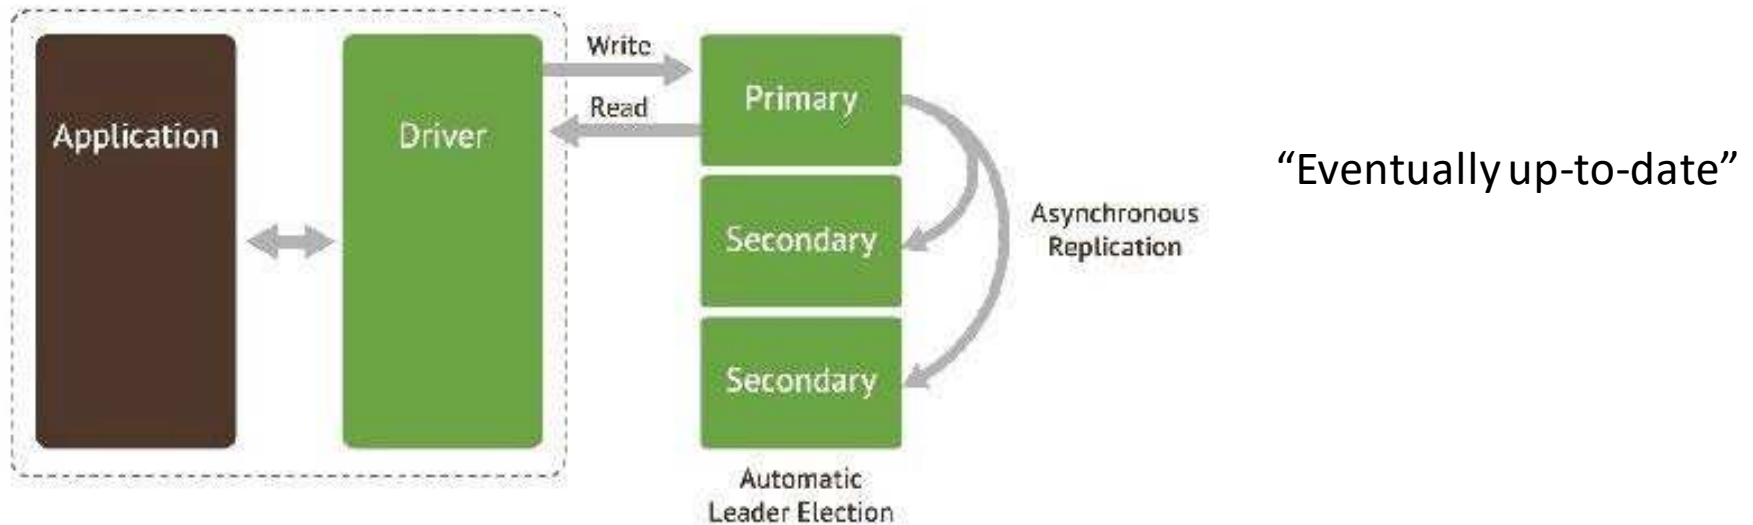 Application
Driver
Write
Read
Primary
Secondary
Secondary
Asynchronous
Replication
Automatic
Leader Election
“Eventually up-to-date”